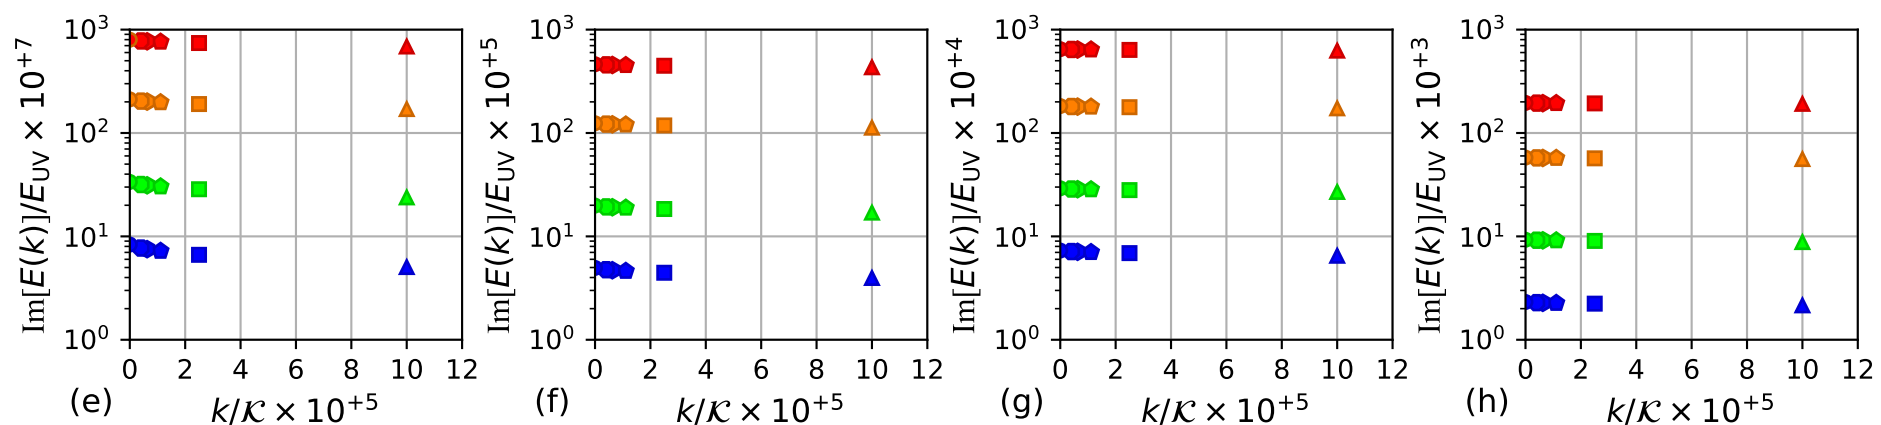 Im[E(k)]/E_UV × 10^+7
10^3
10^2
10^1
10^0
0 2 4 6 8 10 12
(e)
k/𝒦 × 10^+5
Im[E(k)]/E_UV × 10^+5
10^3
10^2
10^1
10^0
0 2 4 6 8 10 12
(f)
k/𝒦 × 10^+5
Im[E(k)]/E_UV × 10^+4
10^3
10^2
10^1
10^0
0 2 4 6 8 10 12
(g)
k/𝒦 × 10^+5
Im[E(k)]/E_UV × 10^+3
10^3
10^2
10^1
10^0
0 2 4 6 8 10 12
(h)
k/𝒦 × 10^+5